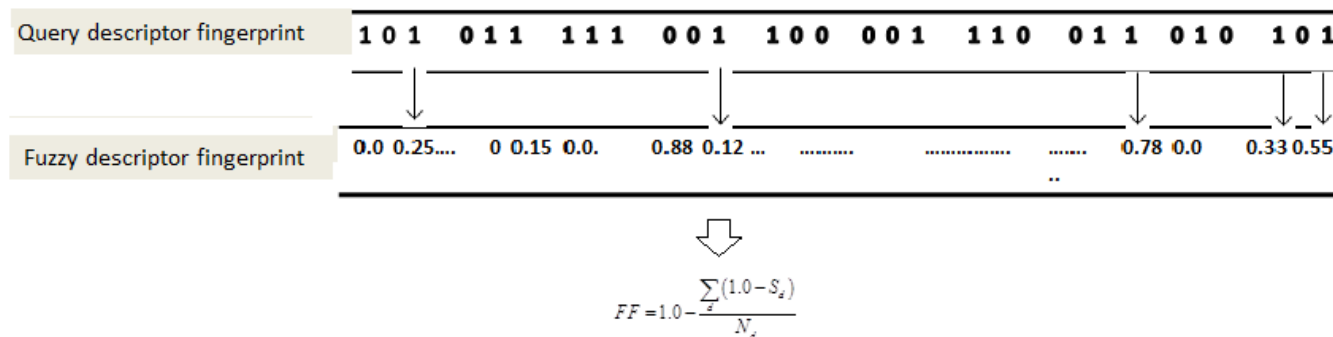 Query descriptor fingerprint 1 0 1 0 1 1 1 1 1 0 0 1 1 0 0 0 0 1 1 1 0 0 1 1 0 1 0 1 0 1
Fuzzy descriptor fingerprint 0.0 0.25.... 0 0.15 0.0. 0.88 0.12 ... .......... ................ ........ 0.78 0.0 0.33 0.55
..
FF = 1.0 - \frac{\sum_{d}(1.0 - S_d)}{N_d}